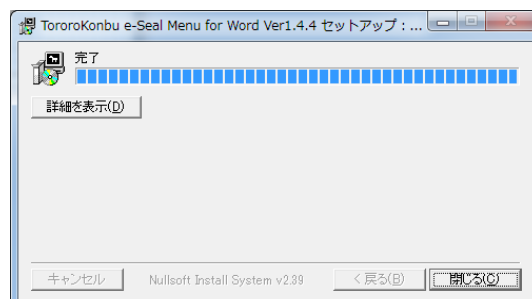 TororoKonbu e-Seal Menu for Word Ver1.4.4 セットアップ : ...
完了
詳細を表示(D)
キャンセル
Nullsoft Install System v2.39
< 戻る(B)
閉じる(C)